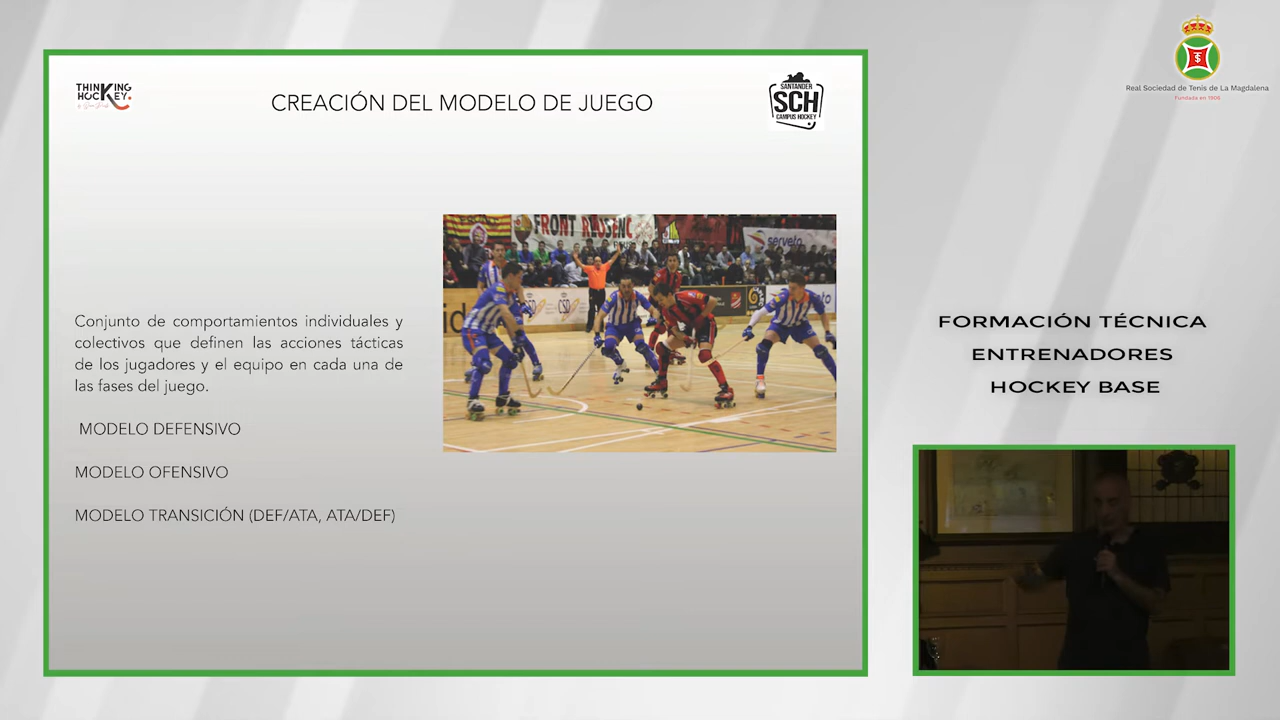 THINKING
HOCKEY.
CREACIÓN DEL MODELO DE JUEGO
SANTANDER
SCH
CAMPUS HOCKEY
Real Sociedad de Tenis de La Magdalena
Fundada en 1906
FRONT
serveto
CSD
Conjunto de comportamientos individuales y
colectivos que definen las acciones tácticas
de los jugadores y el equipo en cada una de
las fases del juego.
MODELO DEFENSIVO
MODELO OFENSIVO
MODELO TRANSICIÓN (DEF/ATA, ATA/DEF)
FORMACIÓN TÉCNICA
ENTRENADORES
HOCKEY BASE